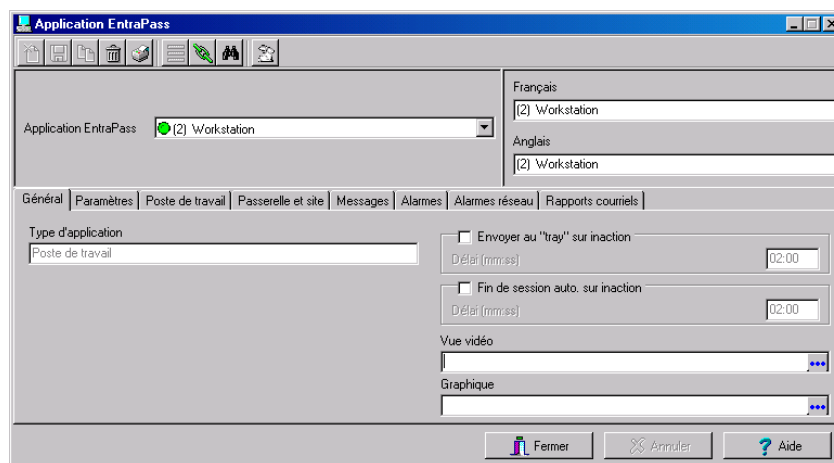 Application EntraPass
Application EntraPass
(2) Workstation
Français
(2) Workstation
Anglais
(2) Workstation
Général
Paramètres
Poste de travail
Passerelle et site
Messages
Alarmes
Alarmes réseau
Rapports courriels
Type d'application
Poste de travail
Envoyer au "tray" sur inaction
Délai (mm:ss)
02:00
Fin de session auto. sur inaction
Délai (mm:ss)
02:00
Vue vidéo
Graphique
Fermer
Annuler
Aide